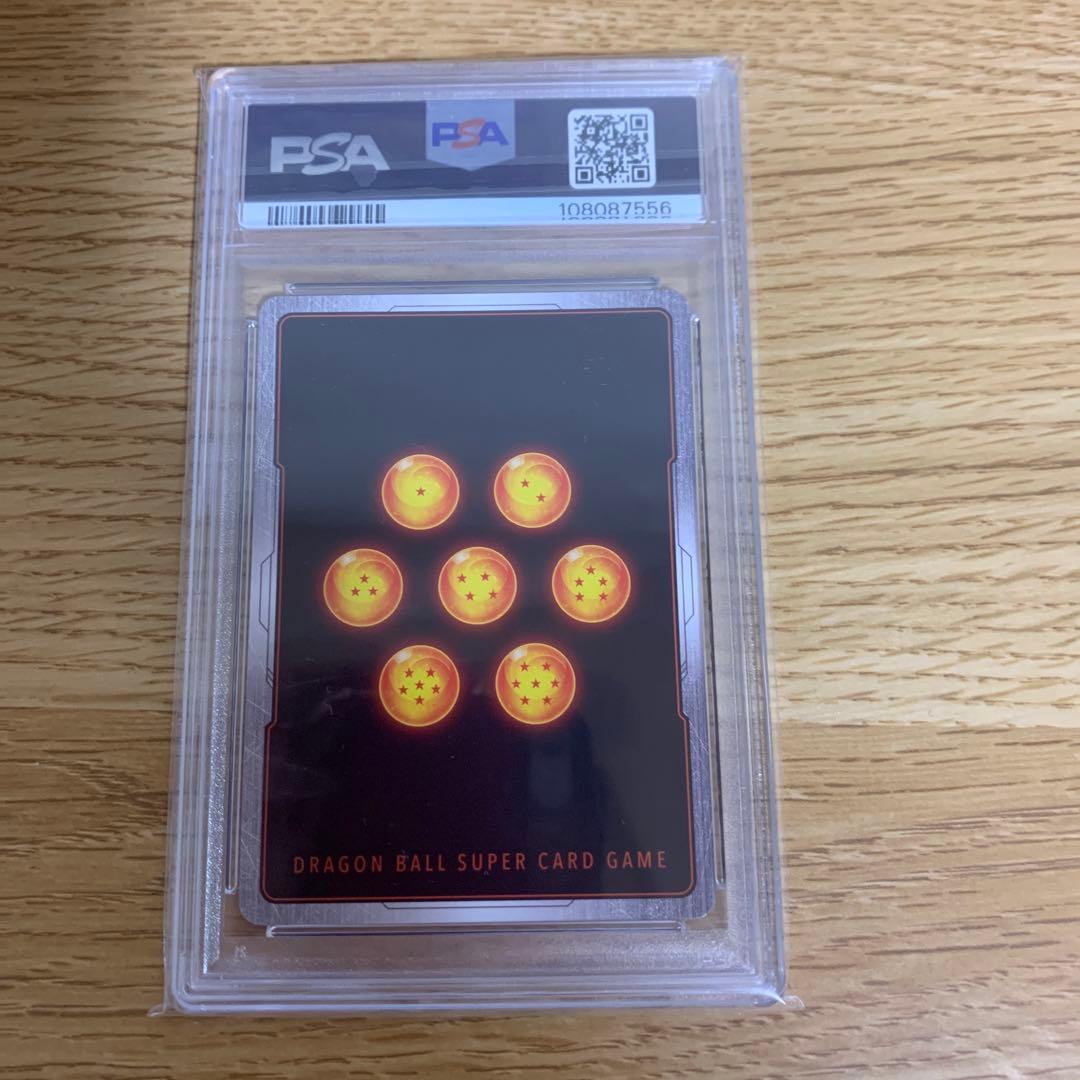 PSA
PSA
108087556
DRAGON BALL SUPER CARD GAME